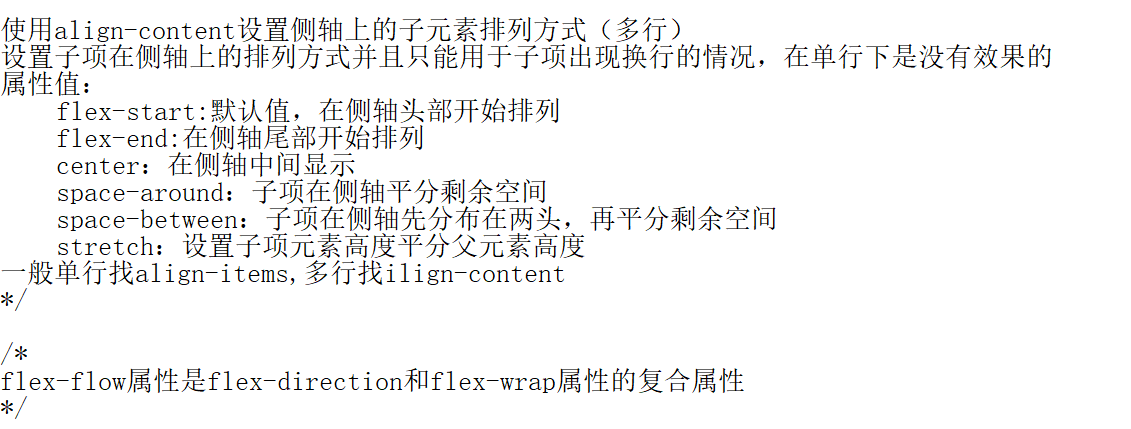 使用align-content设置侧轴上的子元素排列方式（多行）
设置子项在侧轴上的排列方式并且只能用于子项出现换行的情况，在单行下是没有效果的
属性值：
flex-start:默认值，在侧轴头部开始排列
flex-end:在侧轴尾部开始排列
center：在侧轴中间显示
space-around：子项在侧轴平分剩余空间
space-between：子项在侧轴先分布在两头，再平分剩余空间
stretch：设置子项元素高度平分父元素高度
一般单行找align-items,多行找ilign-content
*/
/*
flex-flow属性是flex-direction和flex-wrap属性的复合属性
*/